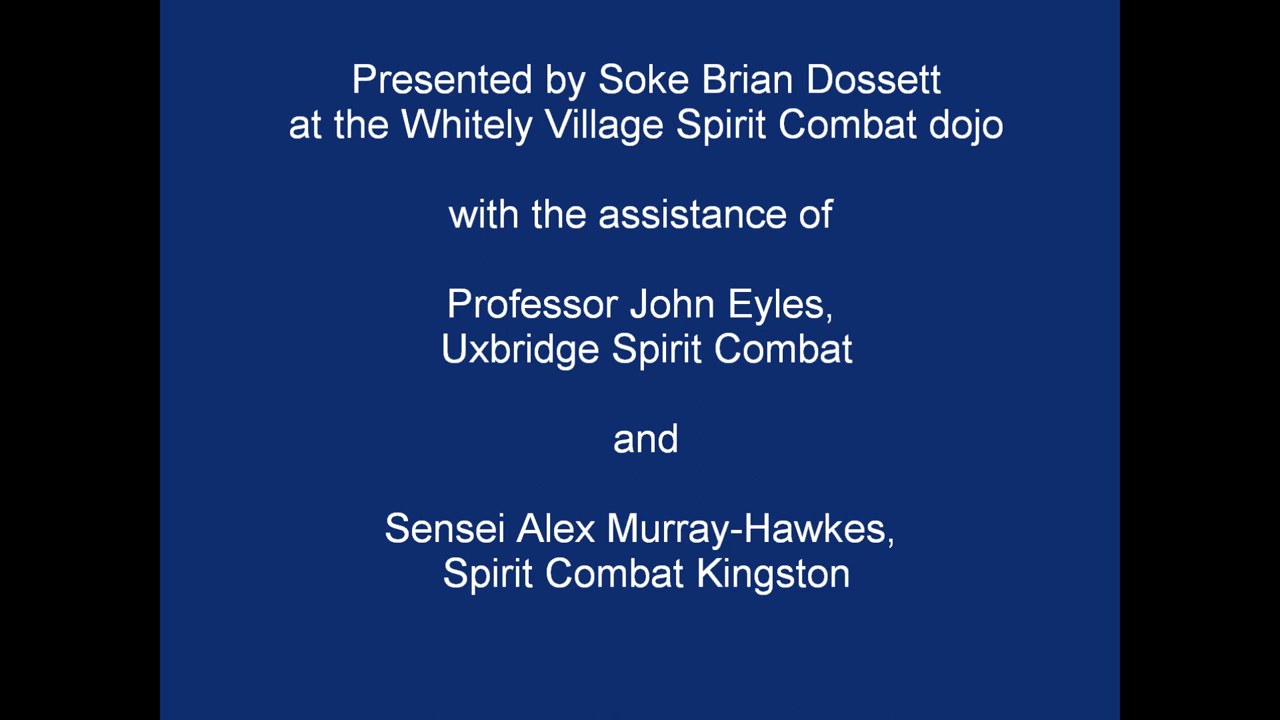 Presented by Soke Brian Dossett
at the Whitely Village Spirit Combat dojo
with the assistance of
Professor John Eyles,
Uxbridge Spirit Combat
and
Sensei Alex Murray-Hawkes,
Spirit Combat Kingston